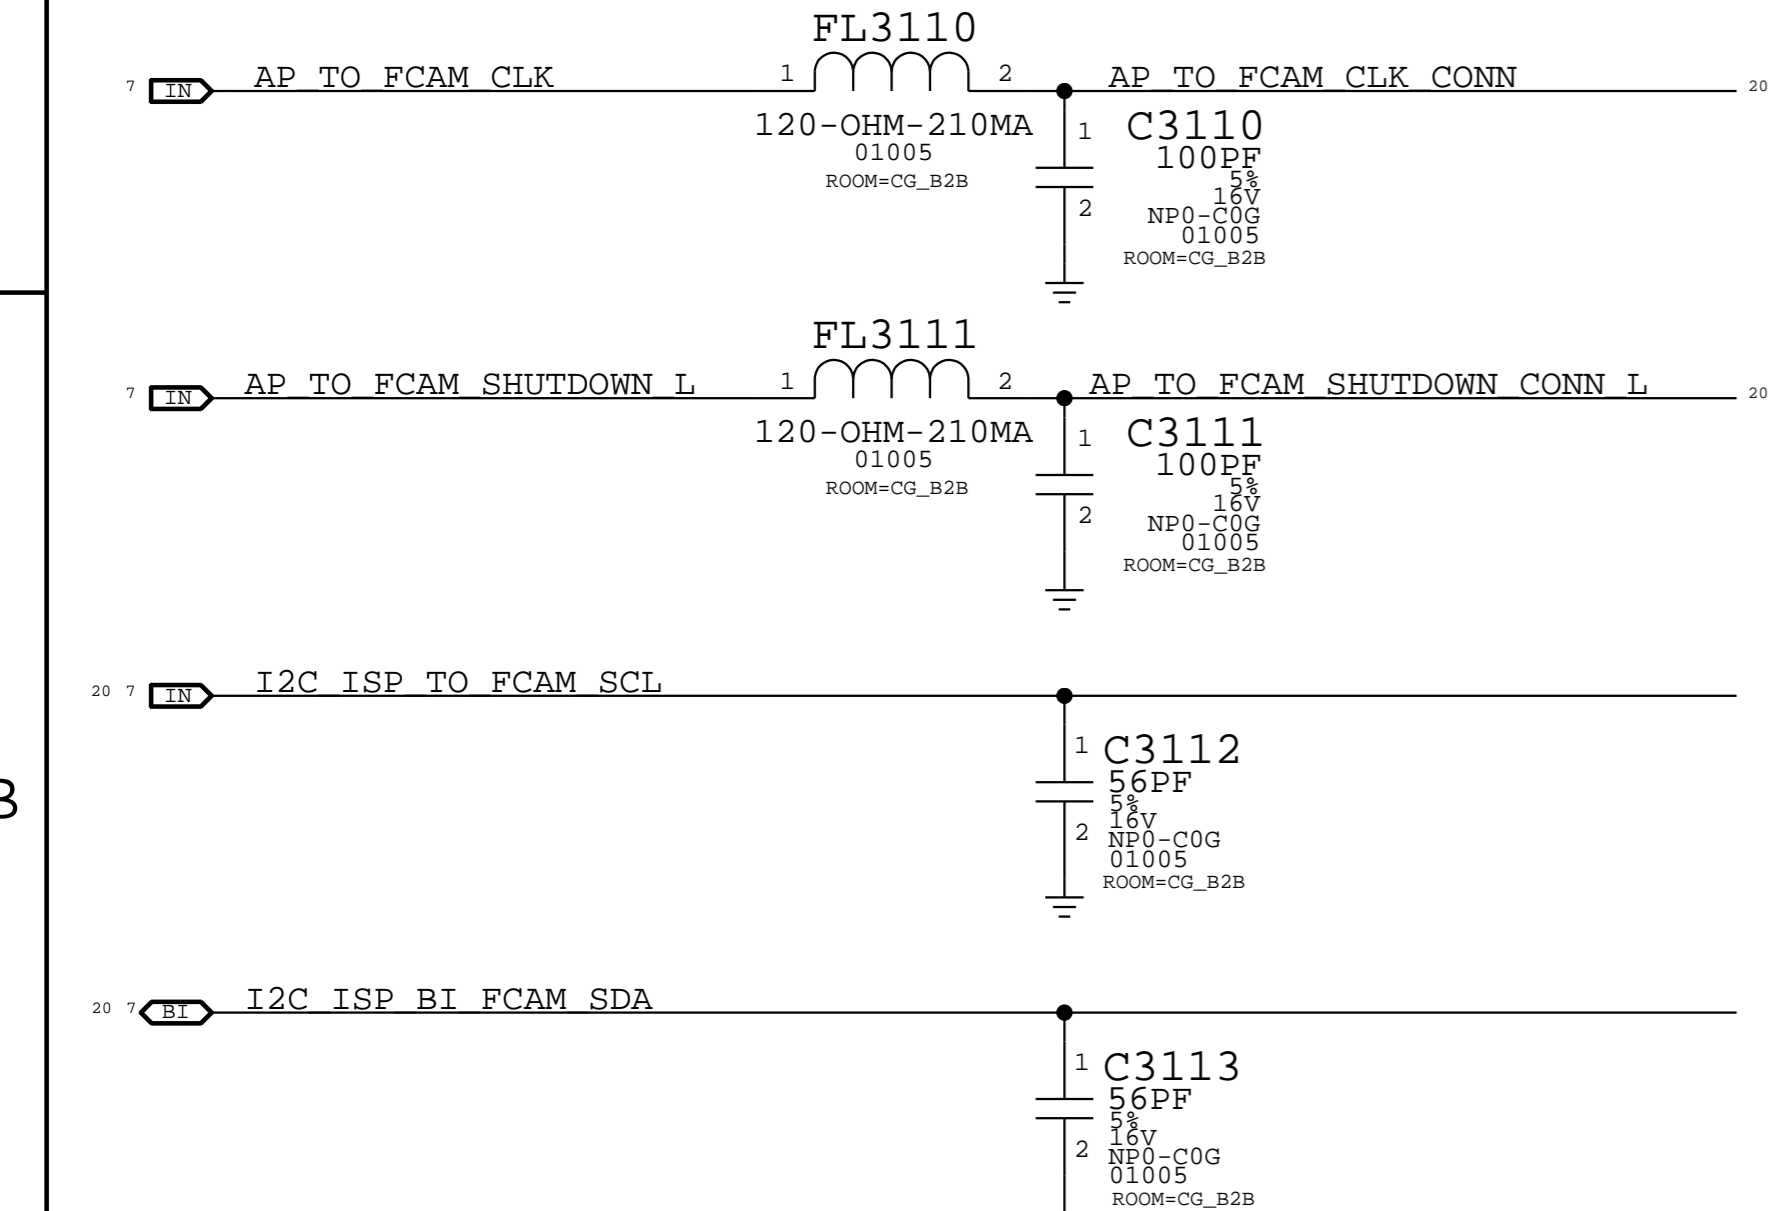 FL3110
7 IN AP_TO_FCAM_CLK 1 2 AP_TO_FCAM_CLK_CONN 20
120-OHM-210MA 1 C3110
01005 100PF
ROOM=CG_B2B 5%
16V
2 NP0-C0G
01005
ROOM=CG_B2B
FL3111
7 IN AP_TO_FCAM_SHUTDOWN_L 1 2 AP_TO_FCAM_SHUTDOWN_CONN_L 20
120-OHM-210MA 1 C3111
01005 100PF
ROOM=CG_B2B 5%
16V
2 NP0-C0G
01005
ROOM=CG_B2B
20 7 IN I2C_ISP_TO_FCAM_SCL
1 C3112
56PF
5%
16V
2 NP0-C0G
01005
ROOM=CG_B2B
B
20 7 BI I2C_ISP_BI_FCAM_SDA
1 C3113
56PF
5%
16V
2 NP0-C0G
01005
ROOM=CG_B2B